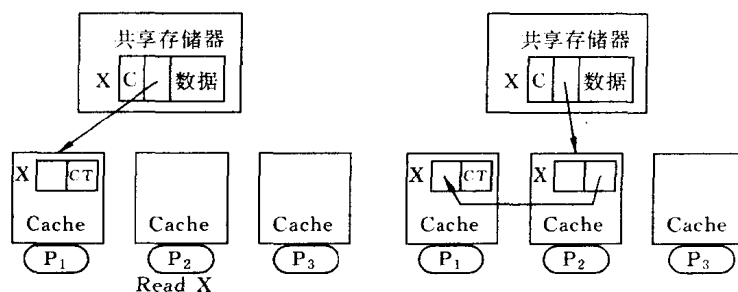 共享存储器
X C 数据
X CT
Cache Cache Cache
P1 P2 P3
Read X
共享存储器
X C 数据
X CT X
Cache Cache Cache
P1 P2 P3